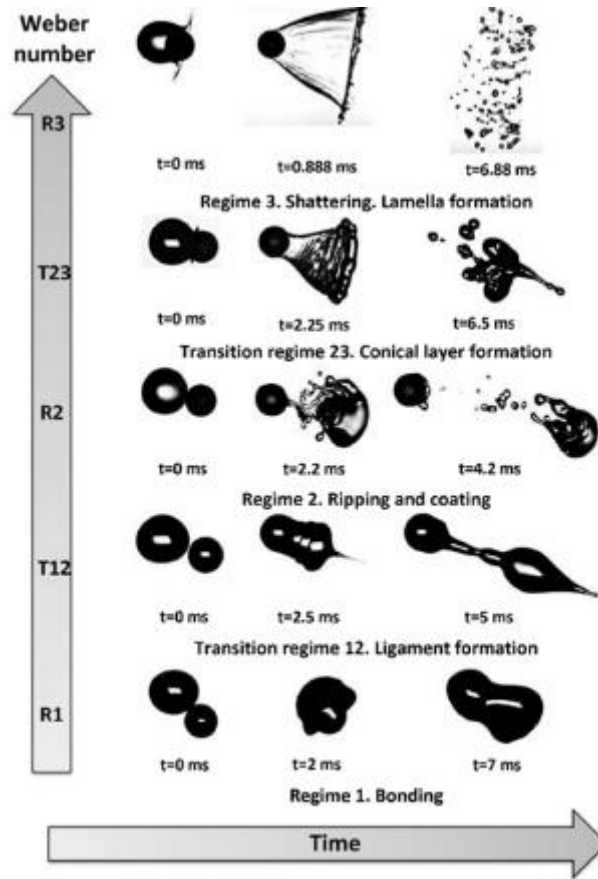 Weber
number
R3
t=0 ms
t=0.888 ms
t=6.88 ms
Regime 3. Shattering. Lamella formation
T23
t=0 ms
t=2.25 ms
t=6.5 ms
Transition regime 23. Conical layer formation
R2
t=0 ms
t=2.2 ms
t=4.2 ms
Regime 2. Ripping and coating
T12
t=0 ms
t=2.5 ms
t=5 ms
Transition regime 12. Ligament formation
R1
t=0 ms
t=2 ms
t=7 ms
Regime 1. Bonding
Time